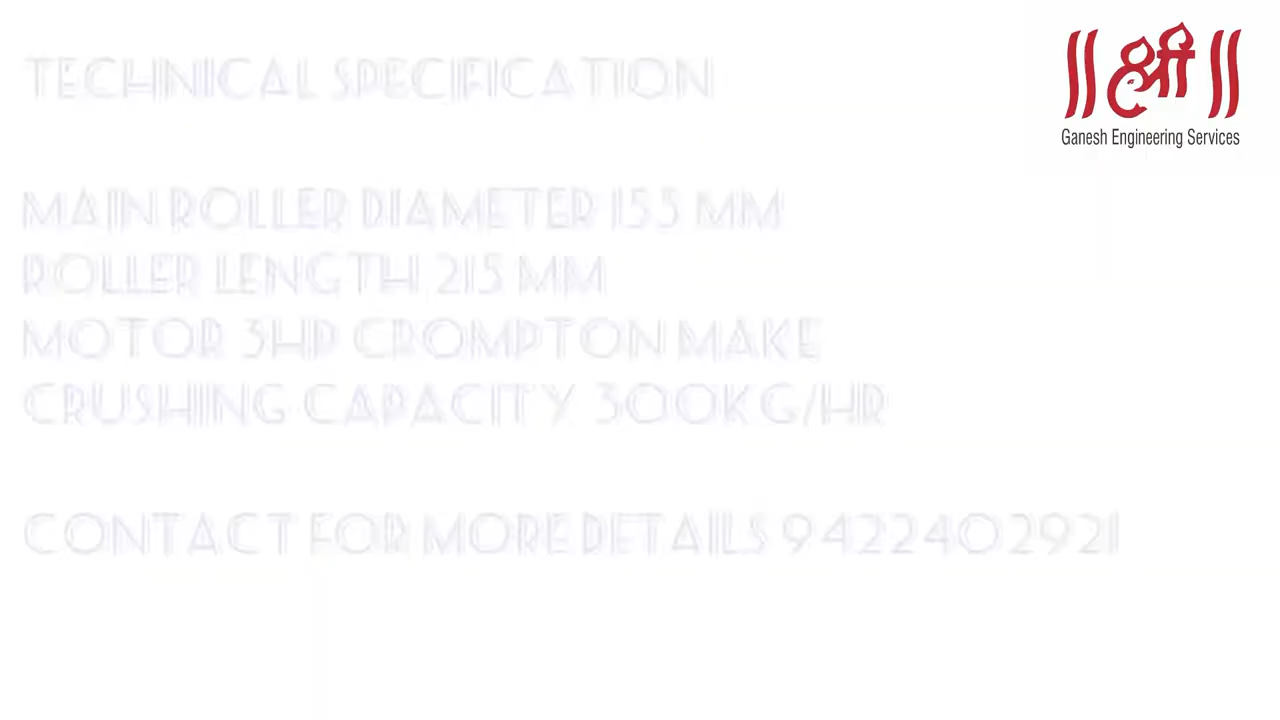 TECHNICAL SPECIFICATION
॥ श्री ॥
Ganesh Engineering Services
MAIN ROLLER DIAMETER 155 MM
ROLLER LENGTH 215 MM
MOTOR 3HP CROMPTON MAKE
CRUSHING CAPACITY 300KG/HR
CONTACT FOR MORE DETAILS 9422402921